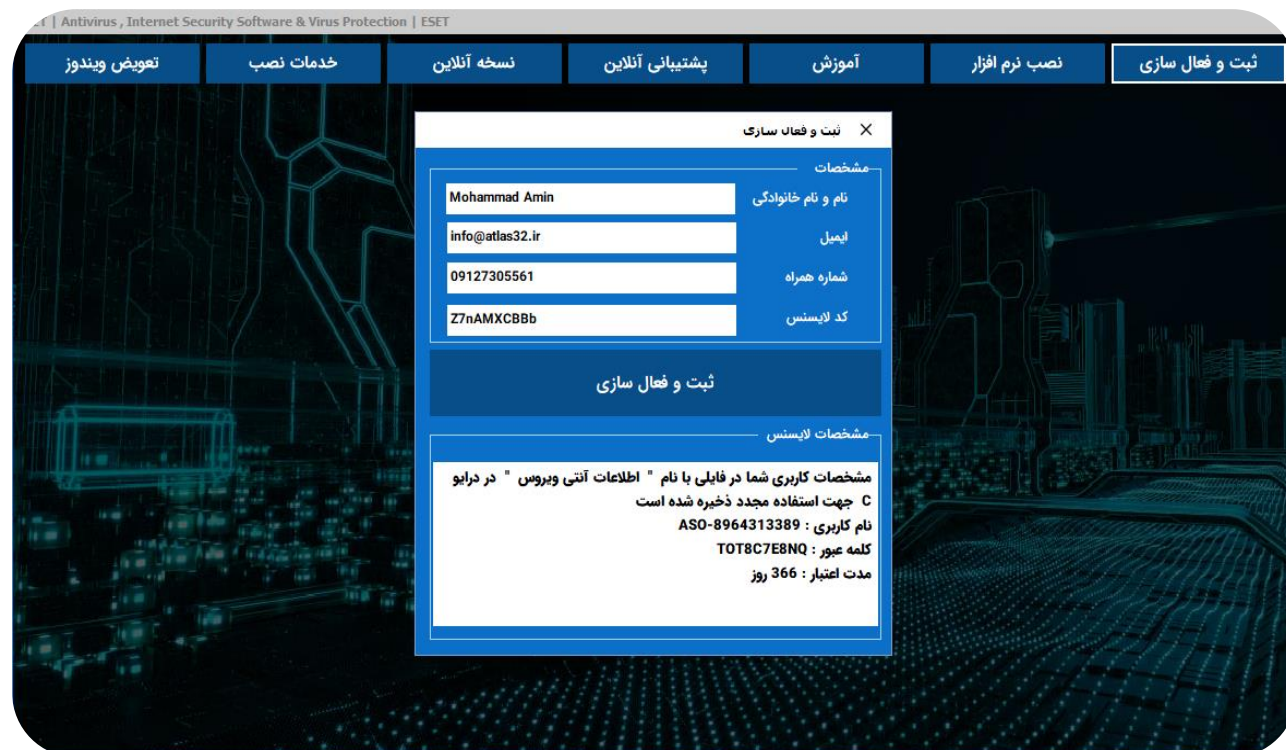 | Antivirus , Internet Security Software & Virus Protection | ESET
ثبت و فعال سازی
نصب نرم افزار
آموزش
پشتیبانی آنلاین
نسخه آنلاین
خدمات نصب
تعویض ویندوز
ثبت و فعال سازی
مشخصات
نام و نام خانوادگی Mohammad Amin
ایمیل info@atlas32.ir
شماره همراه 09127305561
کد لایسنس Z7nAMXCBBb
ثبت و فعال سازی
مشخصات لایسنس
مشخصات کاربری شما در فایلی با نام " اطلاعات آنتی ویروس " در درایو
C جهت استفاده مجدد ذخیره شده است
نام کاربری : ASO-8964313389
کلمه عبور : TOT8C7E8NQ
مدت اعتبار : 366 روز